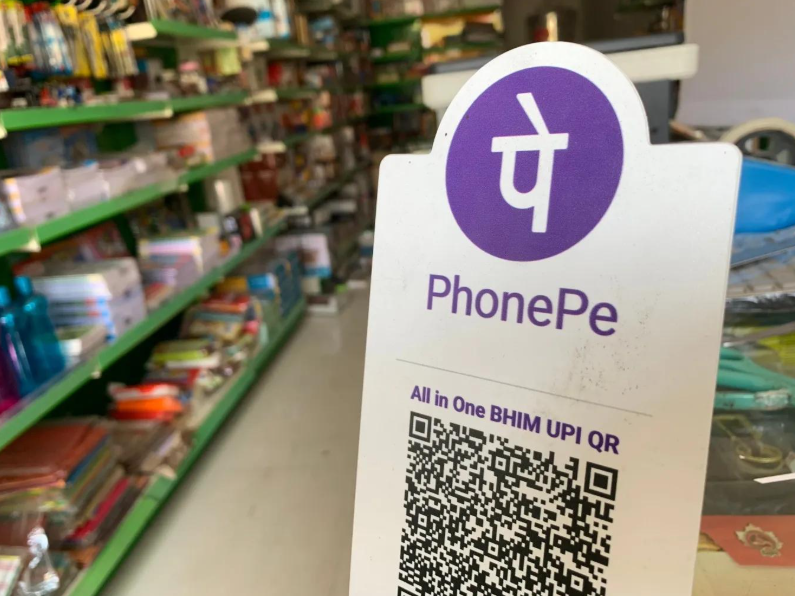 पे
PhonePe
All in One BHIM UPI QR